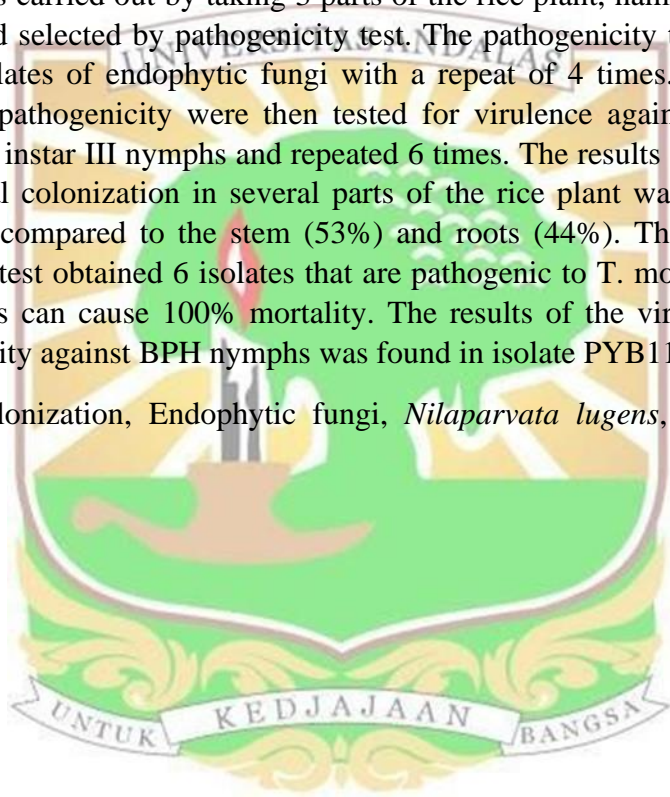 s carried out by taking 3 parts of the rice plant, nam
d selected by pathogenicity test. The pathogenicity t
lates of endophytic fungi with a repeat of 4 times.
pathogenicity were then tested for virulence again
instar III nymphs and repeated 6 times. The results
l colonization in several parts of the rice plant wa
compared to the stem (53%) and roots (44%). Th
test obtained 6 isolates that are pathogenic to T. mo
s can cause 100% mortality. The results of the vir
ity against BPH nymphs was found in isolate PYB11
lonization, Endophytic fungi, Nilaparvata lugens,
UNIVERSITAS ANDALAS
UNTUK KEDJAJAAN BANGSA